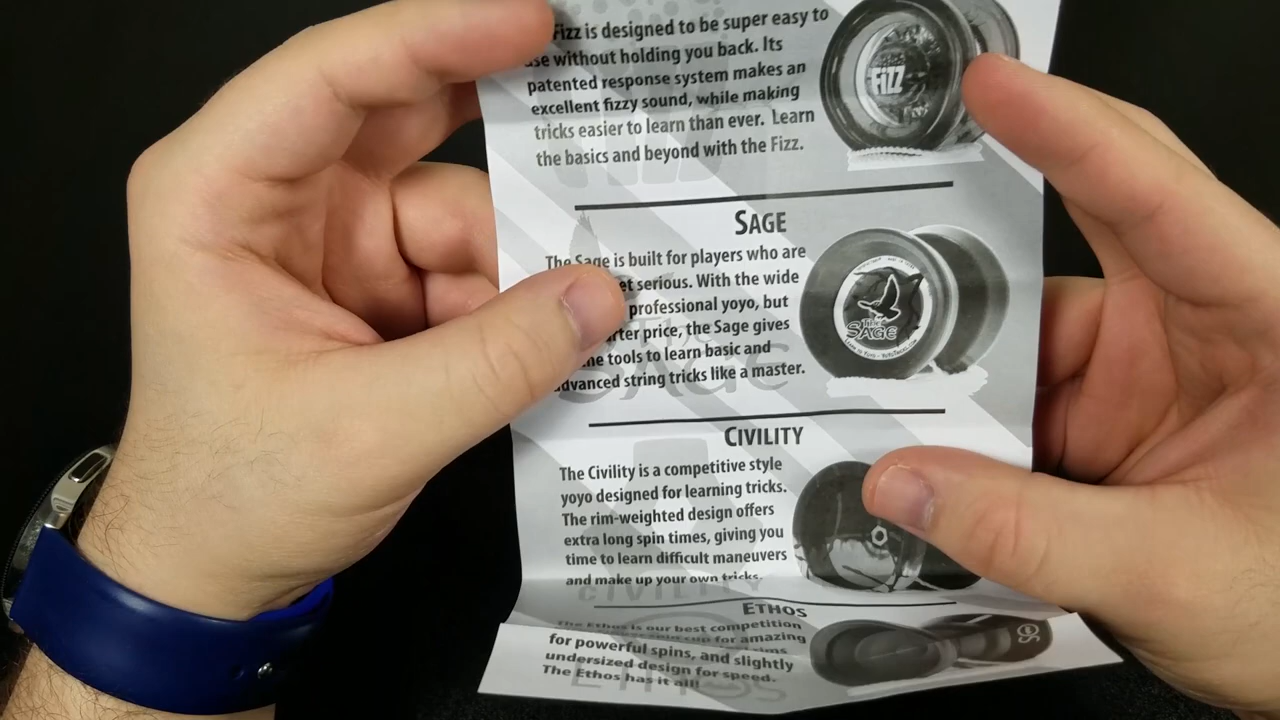 Fizz is designed to be super easy to
use without holding you back. Its
patented response system makes an
excellent fizzy sound, while making
tricks easier to learn than ever. Learn
the basics and beyond with the Fizz.
FIZZ
SAGE
The Sage is built for players who are
serious. With the wide
professional yoyo, but
price, the Sage gives
tools to learn basic and
advanced string tricks like a master.
THE
SAGE
CIVILITY
The Civility is a competitive style
yoyo designed for learning tricks.
The rim-weighted design offers
extra long spin times, giving you
time to learn difficult maneuvers
and make up your own tricks.
ETHOS
The Ethos is our best competition
for amazing
for powerful spins, and slightly
undersized design for speed.
The Ethos has it all!